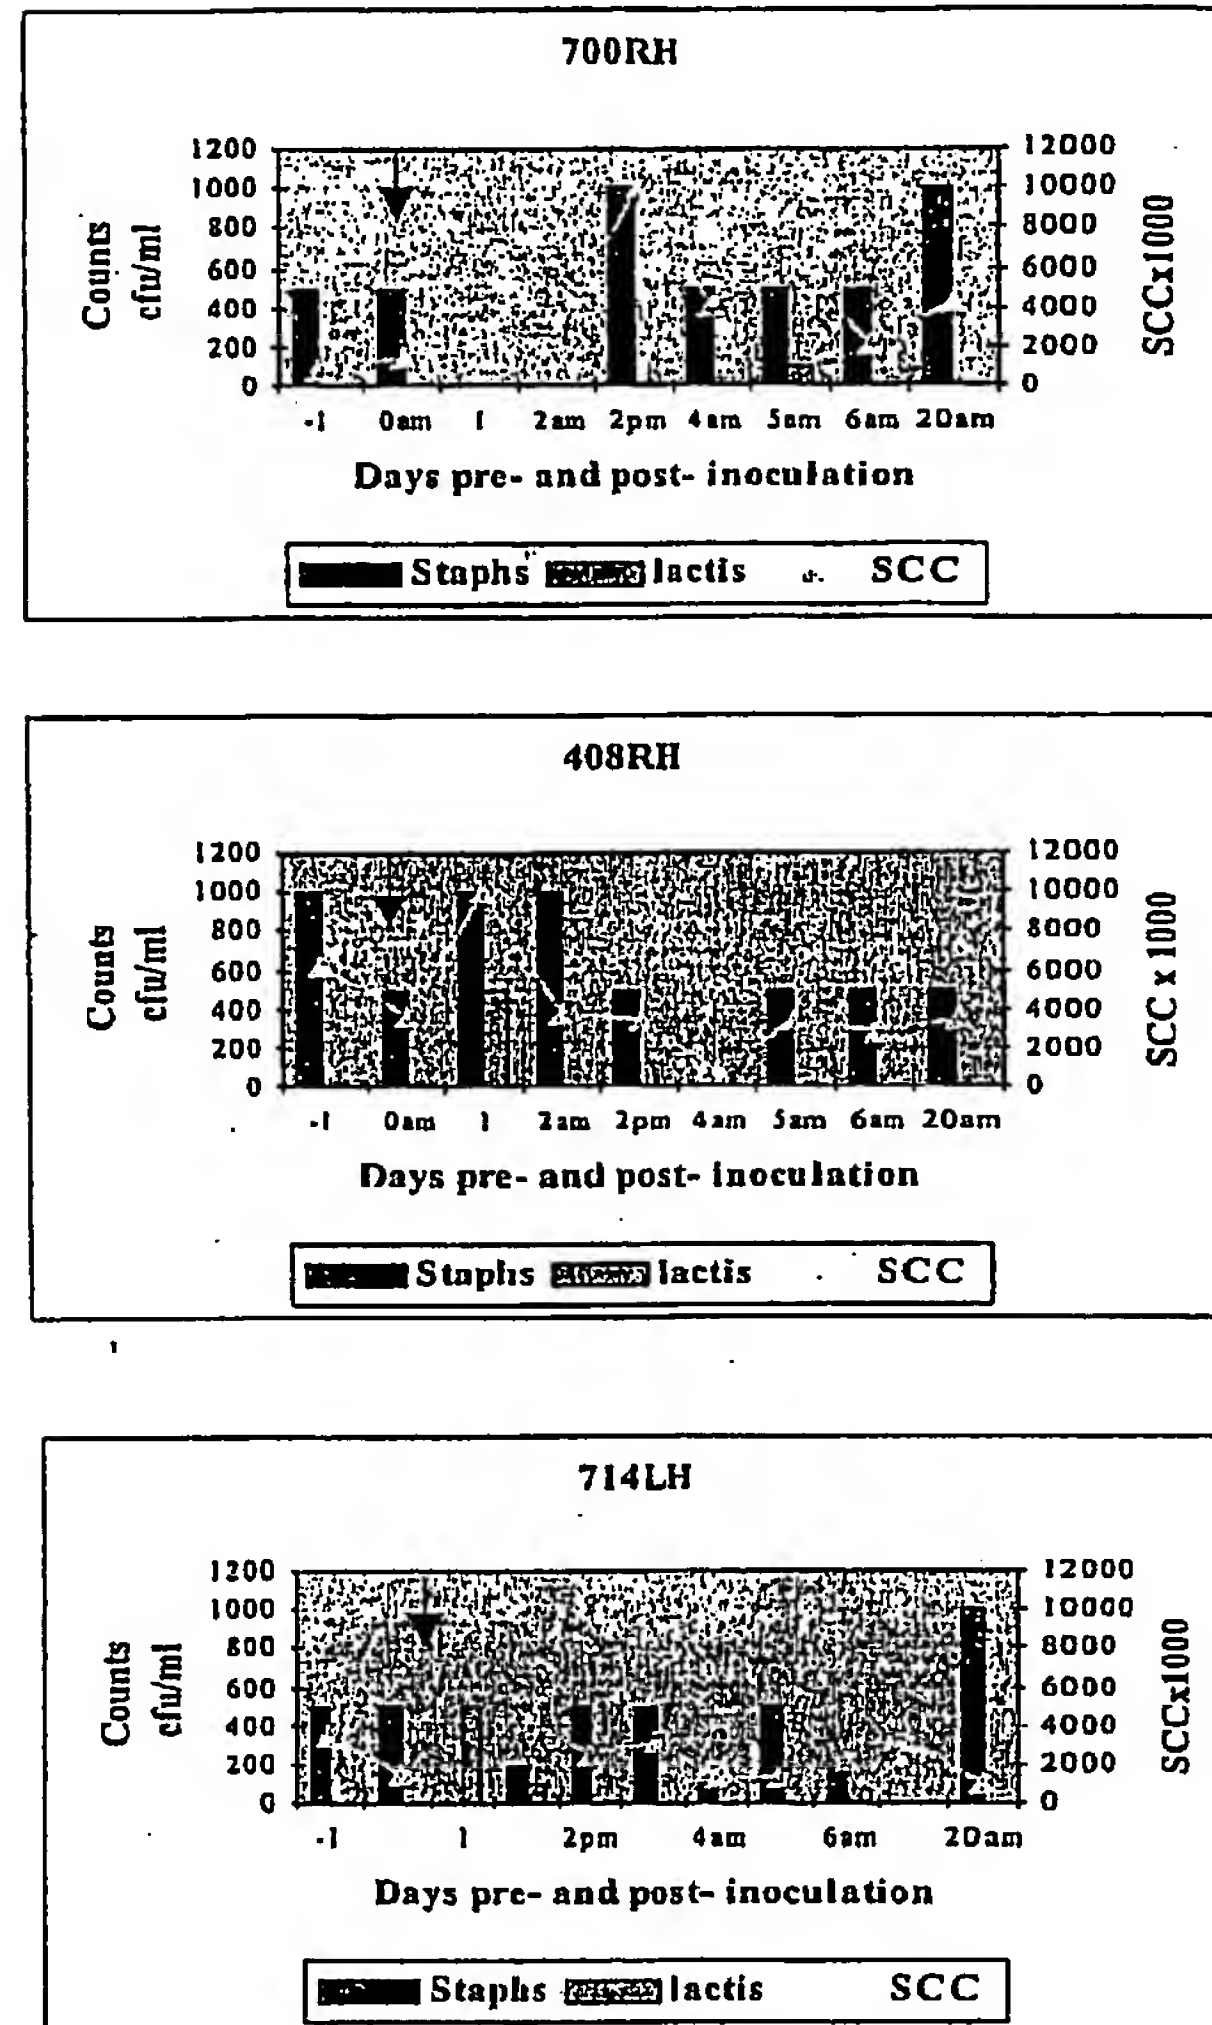 700RH
1200 12000
1000 10000
800 8000
600 6000
400 4000
200 2000
0 0
Counts
cfu/ml
SCCx1000
-1 0am 1 2am 2pm 4am 5am 6am 20am
Days pre- and post- inoculation
Staphs lactis SCC
408RH
1200 12000
1000 10000
800 8000
600 6000
400 4000
200 2000
0 0
Counts
cfu/ml
SCC x 1000
-1 0am 1 2am 2pm 4am 5am 6am 20am
Days pre- and post- inoculation
Staphs lactis SCC
714LH
1200 12000
1000 10000
800 8000
600 6000
400 4000
200 2000
0 0
Counts
cfu/ml
SCCx1000
-1 1 2pm 4am 6am 20am
Days pre- and post- inoculation
Staphs lactis SCC